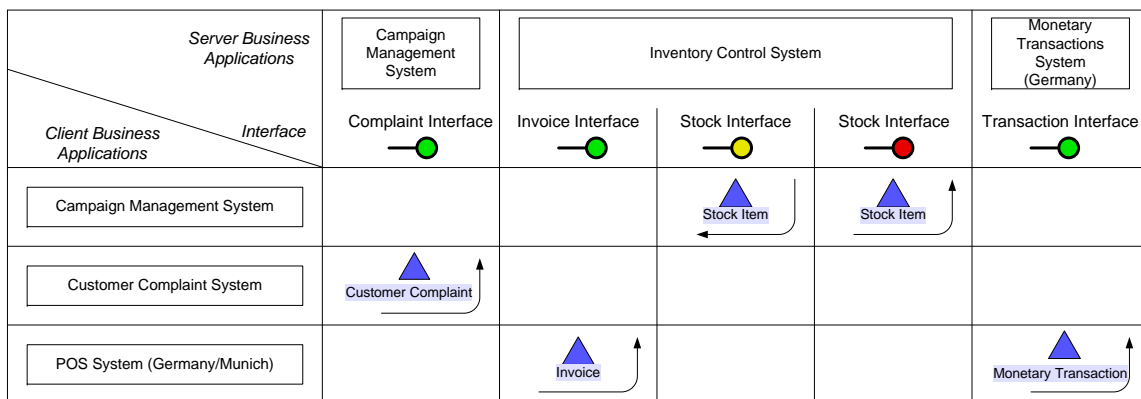 Server Business
Applications
Interface
Client Business
Applications
Campaign
Management
System
Inventory Control System
Monetary
Transactions
System
(Germany)
Complaint Interface
Invoice Interface
Stock Interface
Stock Interface
Transaction Interface
Campaign Management System
Stock Item
Stock Item
Customer Complaint System
Customer Complaint
POS System (Germany/Munich)
Invoice
Monetary Transaction